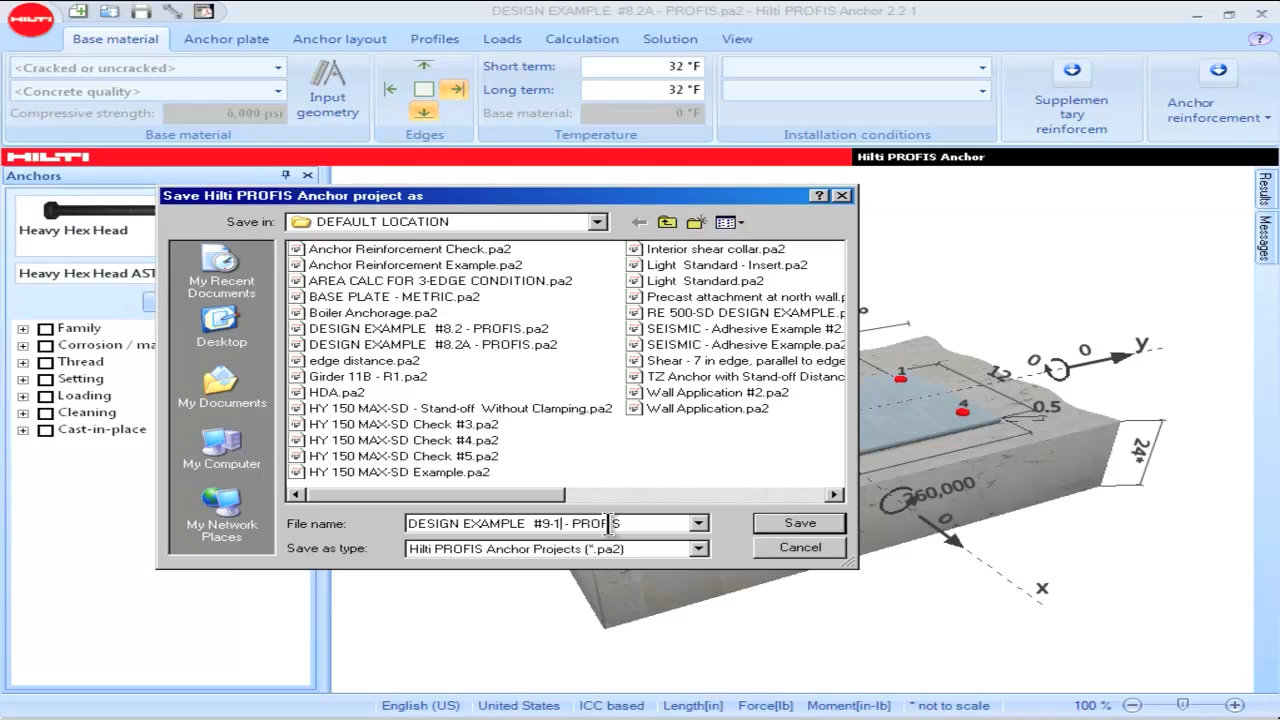 HILTI
DESIGN EXAMPLE #8.2A - PROFIS.pa2 - Hilti PROFIS Anchor 2.2.1
Base material
Anchor plate
Anchor layout
Profiles
Loads
Calculation
Solution
View
<Cracked or uncracked>
<Concrete quality>
Compressive strength:
6,000 psi
Base material
Input
geometry
Edges
Short term:
32 °F
Long term:
32 °F
Base material:
0 °F
Temperature
Installation conditions
Supplemen
tary
reinforcem
Anchor
reinforcement
HILTI
Hilti PROFIS Anchor
Anchors
Heavy Hex Head
Heavy Hex Head AST
Family
Corrosion / ma
Thread
Setting
Loading
Cleaning
Cast-in-place
Save Hilti PROFIS Anchor project as
Save in:
DEFAULT LOCATION
My Recent
Documents
Desktop
My Documents
My Computer
My Network
Places
Anchor Reinforcement Check.pa2
Anchor Reinforcement Example.pa2
AREA CALC FOR 3-EDGE CONDITION.pa2
BASE PLATE - METRIC.pa2
Boiler Anchorage.pa2
DESIGN EXAMPLE #8.2 - PROFIS.pa2
DESIGN EXAMPLE #8.2A - PROFIS.pa2
edge distance.pa2
Girder 11B - R1.pa2
HDA.pa2
HY 150 MAX-SD - Stand-off Without Clamping.pa2
HY 150 MAX-SD Check #3.pa2
HY 150 MAX-SD Check #4.pa2
HY 150 MAX-SD Check #5.pa2
HY 150 MAX-SD Example.pa2
Interior shear collar.pa2
Light Standard - Insert.pa2
Light Standard.pa2
Precast attachment at north wall.p
RE 500-SD DESIGN EXAMPLE.p
SEISMIC - Adhesive Example #2.
SEISMIC - Adhesive Example.pa2
Shear - 7 in edge, parallel to edge
TZ Anchor with Stand-off Distanc
Wall Application #2.pa2
Wall Application.pa2
File name:
DESIGN EXAMPLE #9-1 - PROFIS
Save
Save as type:
Hilti PROFIS Anchor Projects (*.pa2)
Cancel
Results
Messages
y
0
0
1
12
4
0.5
24*
360,000
0
x
English (US)
United States
ICC based
Length[in]
Force[lb]
Moment[in-lb]
* not to scale
100 %